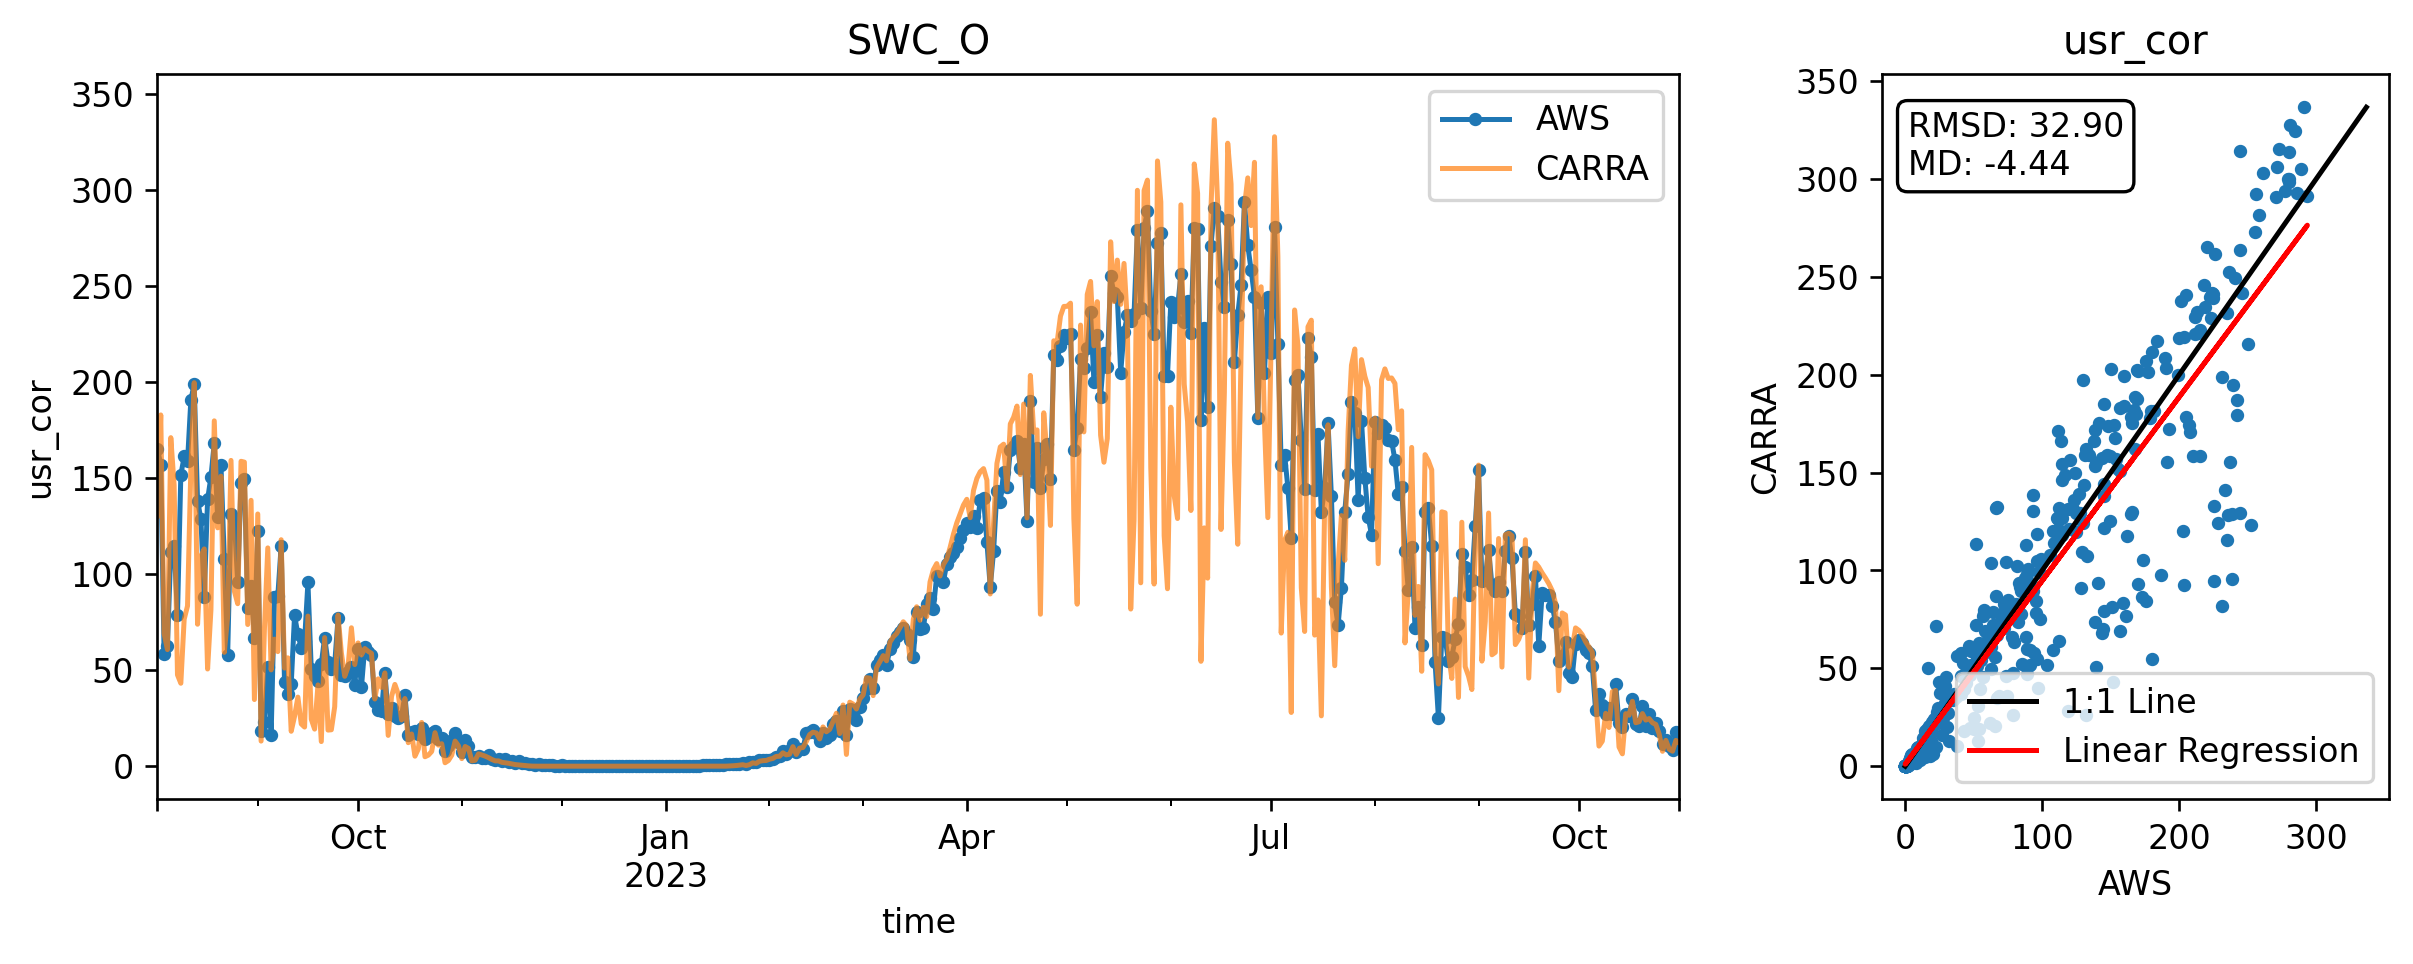 SWC_O
usr_cor
350
300
250
200
150
100
50
0
AWS
CARRA
Oct
Jan
2023
Apr
Jul
Oct
time
usr_cor
CARRA
350
300
250
200
150
100
50
0
RMSD: 32.90
MD: -4.44
1:1 Line
Linear Regression
0
100
200
300
AWS